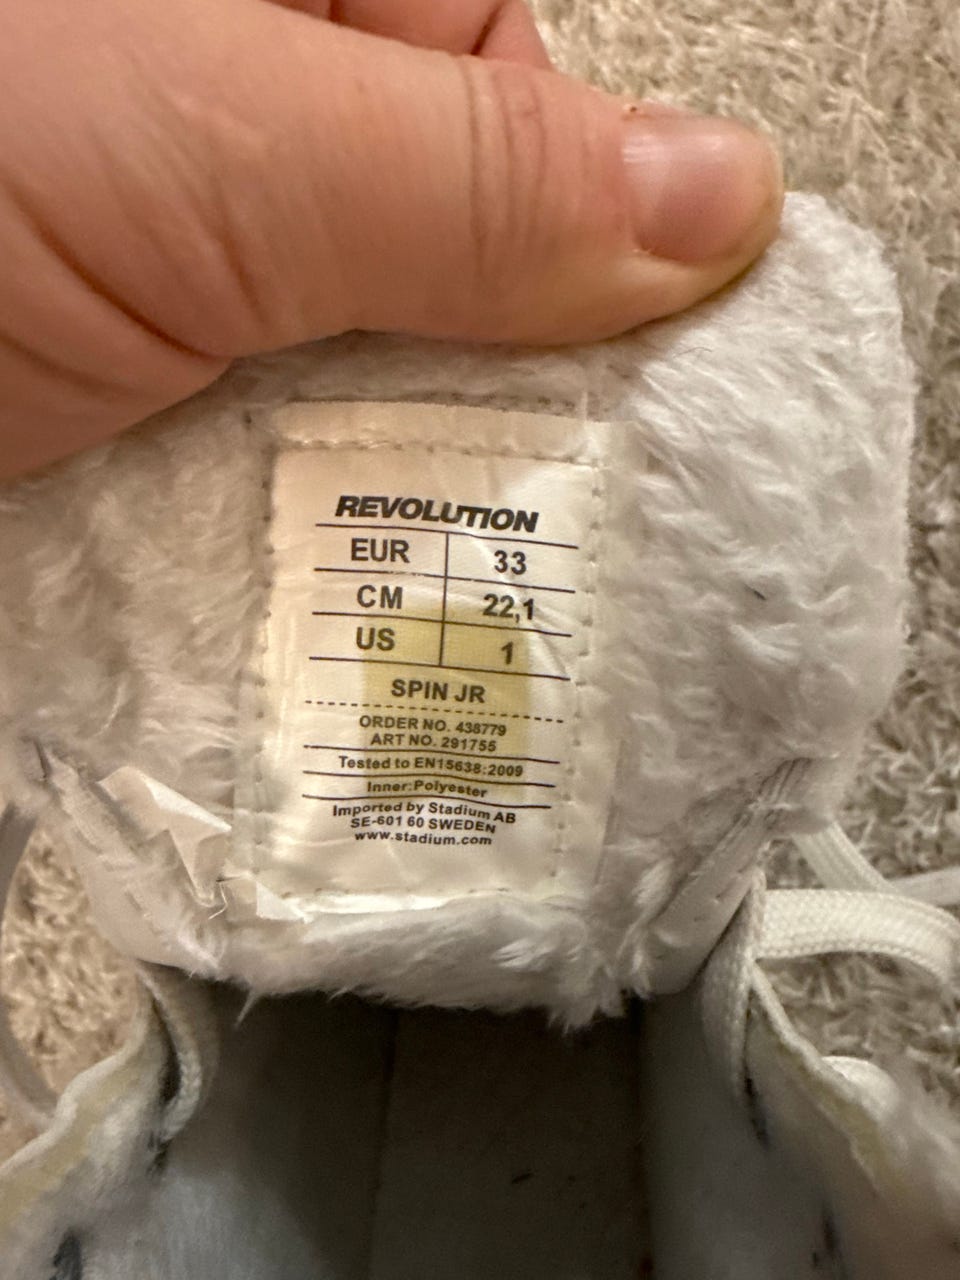 REVOLUTION
EUR 33
CM 22,1
US 1
SPIN JR
ORDER NO. 438779
ART NO. 291755
Tested to EN15638:2009
Inner:Polyester
Imported by Stadium AB
SE-601 60 SWEDEN
www.stadium.com